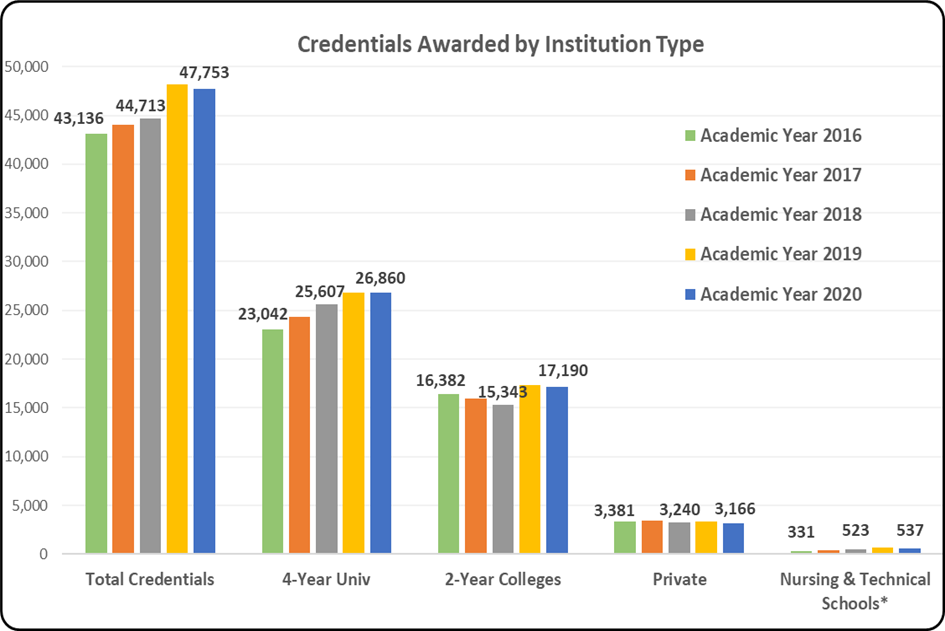 Credentials Awarded by Institution Type
50,000
45,000
40,000
35,000
30,000
25,000
20,000
15,000
10,000
5,000
0
43,136
44,713
47,753
23,042
25,607
26,860
16,382
15,343
17,190
3,381
3,240
3,166
331
523
537
Academic Year 2016
Academic Year 2017
Academic Year 2018
Academic Year 2019
Academic Year 2020
Total Credentials
4-Year Univ
2-Year Colleges
Private
Nursing & Technical
Schools*